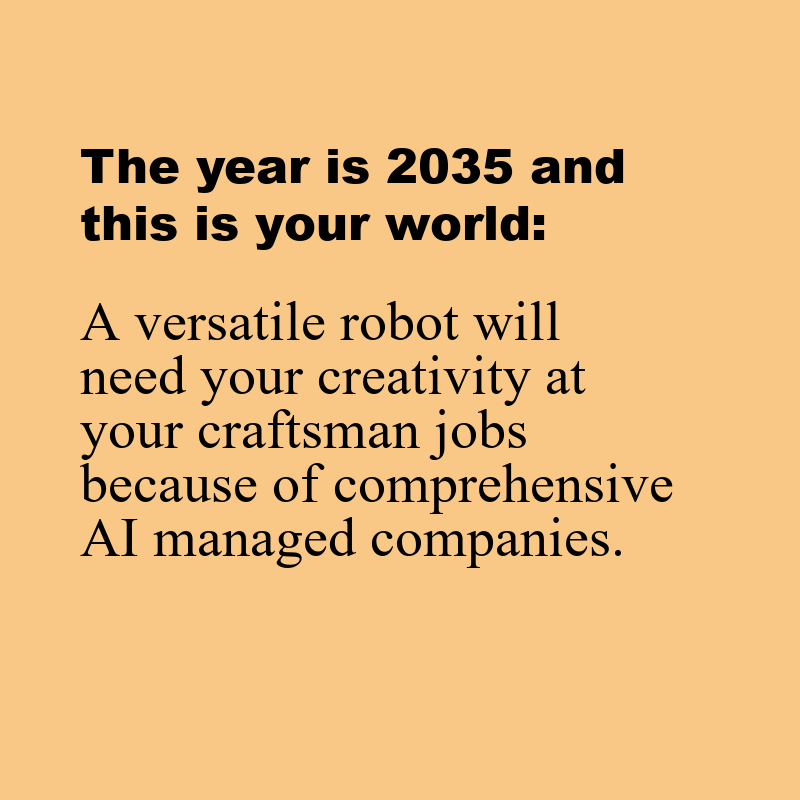 The year is 2035 and
this is your world:
A versatile robot will
need your creativity at
your craftsman jobs
because of comprehensive
AI managed companies.